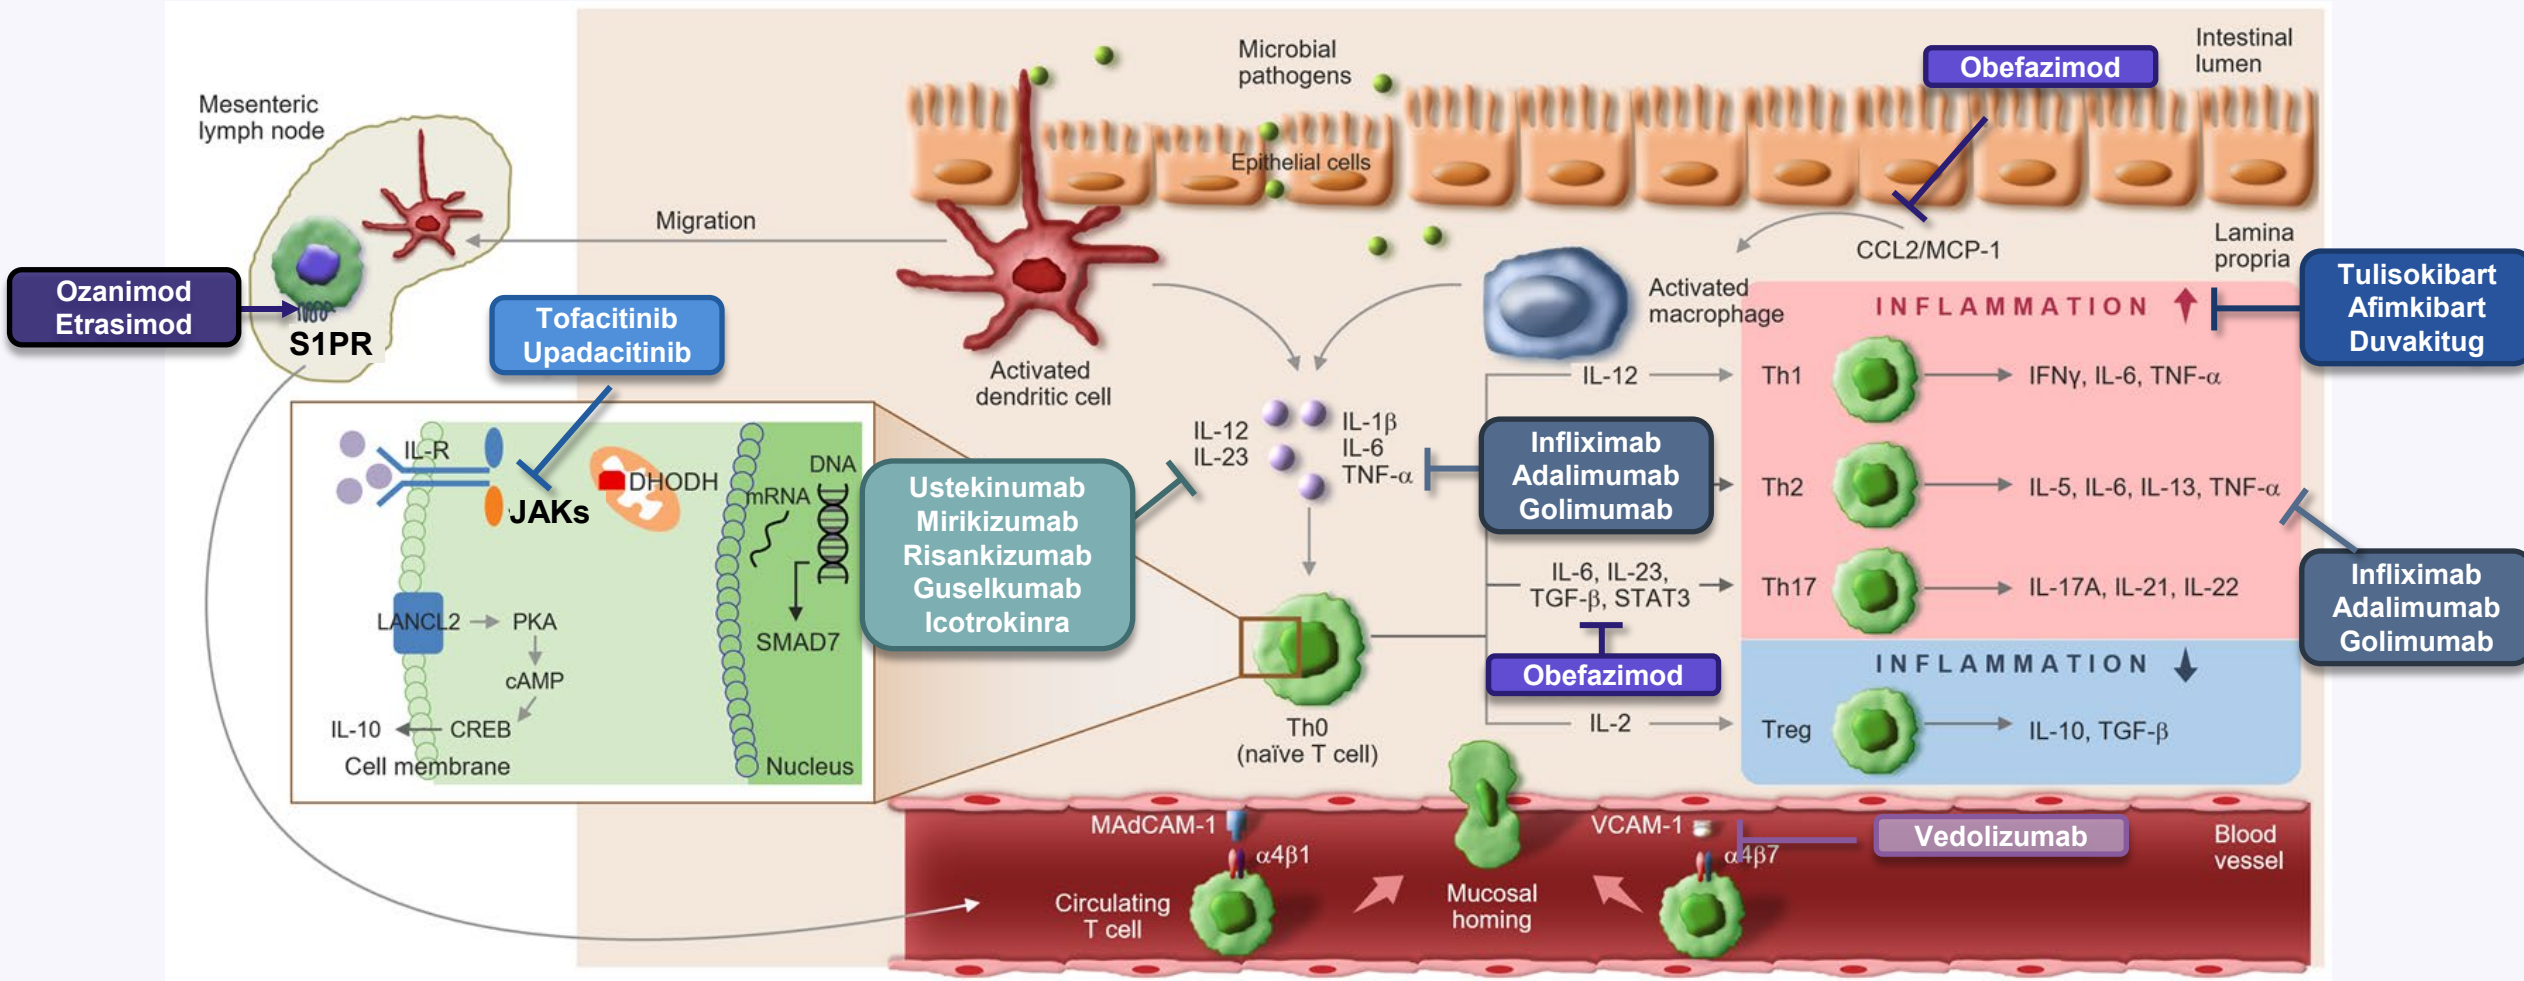 Microbial
pathogens
Intestinal
lumen
Obefazimod
Mesenteric
lymph node
Epithelial cells
Migration
CCL2/MCP-1
Lamina
propria
Ozanimod
Etrasimod
S1PR
Tofacitinib
Upadacitinib
Activated
dendritic cell
Activated
macrophage
INFLAMMATION
Tulisokibart
Afimkibart
Duvakitug
IL-12
Th1
IFNγ, IL-6, TNF-α
IL-12
IL-23
IL-1β
IL-6
TNF-α
Infliximab
Adalimumab
Golimumab
Th2
IL-5, IL-6, IL-13, TNF-α
IL-R
JAKs
DHODH
mRNA
DNA
SMAD7
Ustekinumab
Mirikizumab
Risankizumab
Guselkumab
Icotrokinra
IL-6, IL-23,
TGF-β, STAT3
Th17
IL-17A, IL-21, IL-22
Infliximab
Adalimumab
Golimumab
LANCL2
PKA
cAMP
CREB
IL-10
Cell membrane
Nucleus
Obefazimod
INFLAMMATION
Th0
(naïve T cell)
IL-2
Treg
IL-10, TGF-β
MAdCAM-1
α4β1
VCAM-1
α4β7
Vedolizumab
Blood
vessel
Circulating
T cell
Mucosal
homing